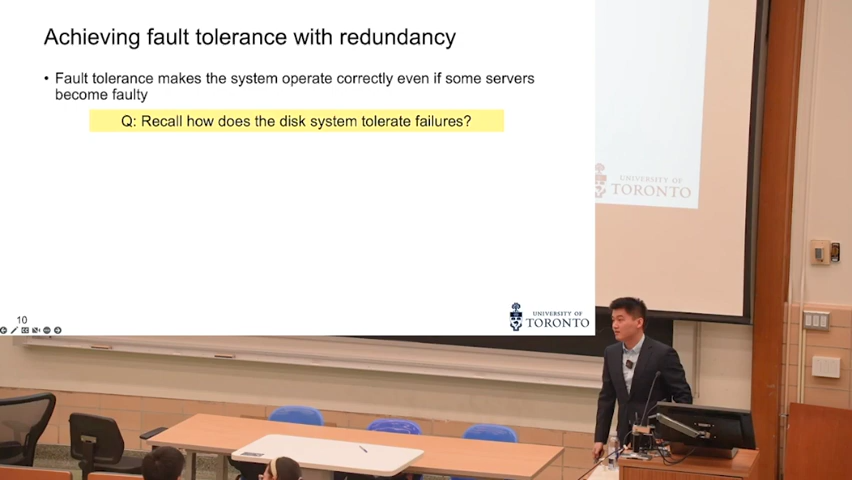 Achieving fault tolerance with redundancy
• Fault tolerance makes the system operate correctly even if some servers
become faulty
Q: Recall how does the disk system tolerate failures?
UNIVERSITY OF
TORONTO
10
UNIVERSITY OF
TORONTO